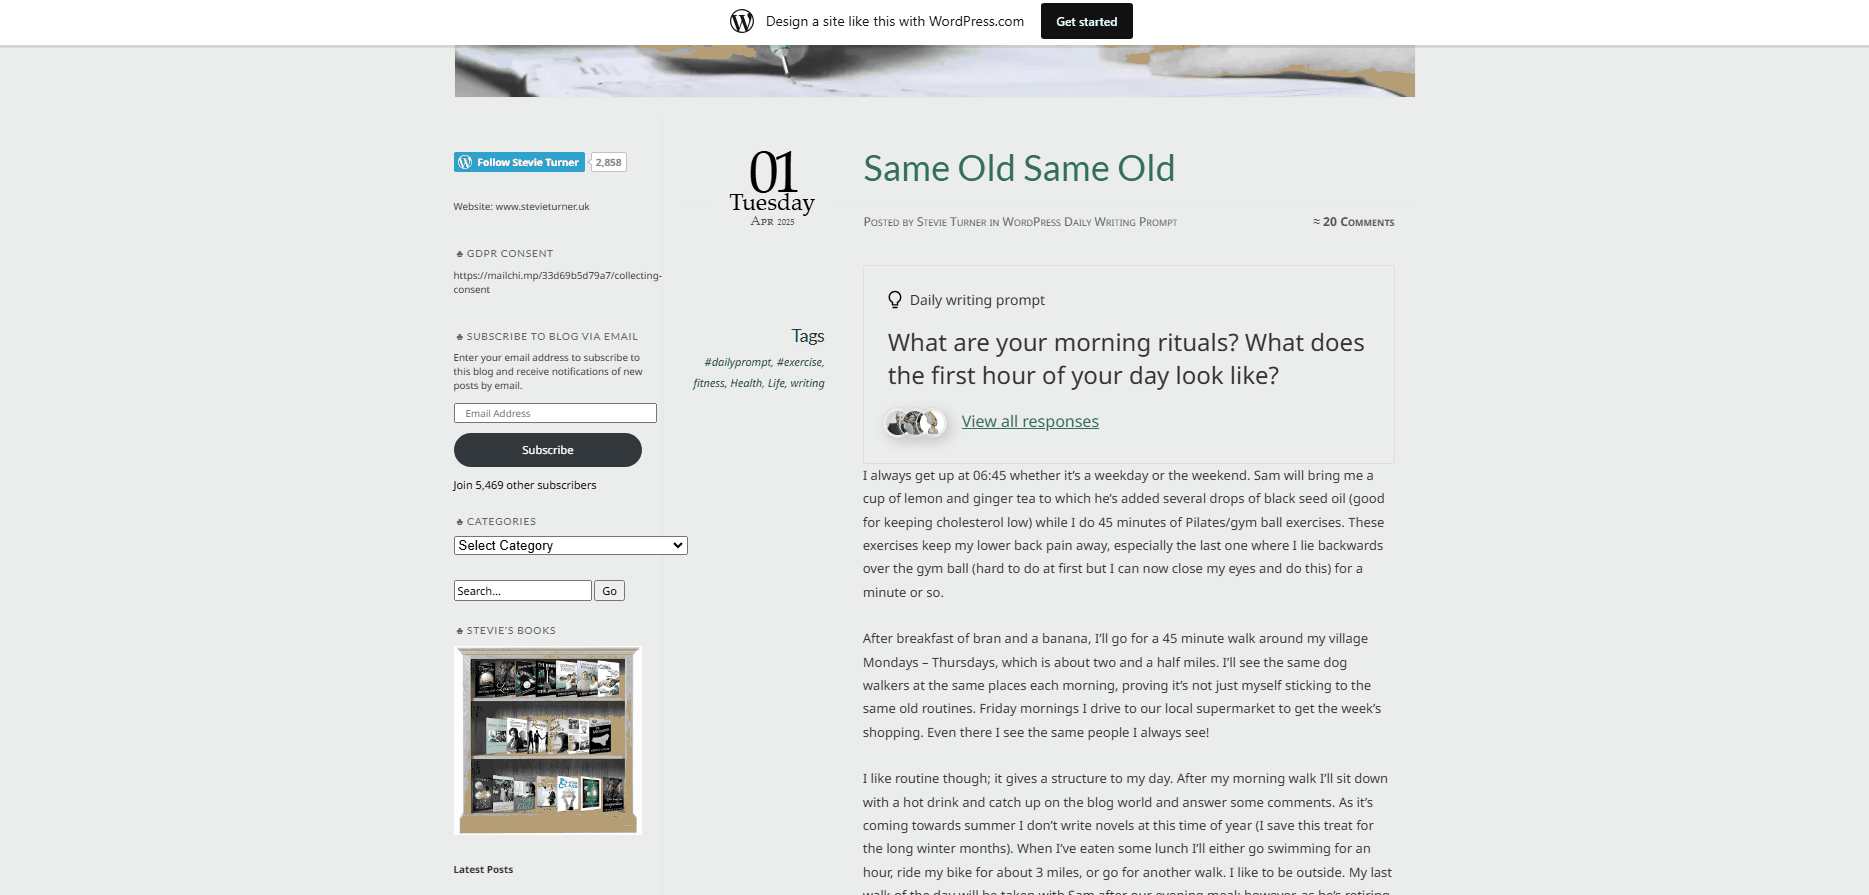 Design a site like this with WordPress.com
Get started
Follow Stevie Turner
2,858
Website: www.stevieturner.uk
♣ GDPR CONSENT
https://mailchi.mp/33d69b5d79a7/collecting-
consent
♣ SUBSCRIBE TO BLOG VIA EMAIL
Enter your email address to subscribe to
this blog and receive notifications of new
posts by email.
Email Address
Subscribe
Join 5,469 other subscribers
♣ CATEGORIES
Select Category
Search...
Go
♣ STEVIE'S BOOKS
Latest Posts
01
Tuesday
Apr 2025
Tags
#dailyprompt, #exercise,
fitness, Health, Life, writing
Same Old Same Old
Posted by Stevie Turner in WordPress Daily Writing Prompt
≈ 20 Comments
Daily writing prompt
What are your morning rituals? What does
the first hour of your day look like?
View all responses
I always get up at 06:45 whether it’s a weekday or the weekend. Sam will bring me a
cup of lemon and ginger tea to which he’s added several drops of black seed oil (good
for keeping cholesterol low) while I do 45 minutes of Pilates/gym ball exercises. These
exercises keep my lower back pain away, especially the last one where I lie backwards
over the gym ball (hard to do at first but I can now close my eyes and do this) for a
minute or so.
After breakfast of bran and a banana, I’ll go for a 45 minute walk around my village
Mondays – Thursdays, which is about two and a half miles. I’ll see the same dog
walkers at the same places each morning, proving it’s not just myself sticking to the
same old routines. Friday mornings I drive to our local supermarket to get the week’s
shopping. Even there I see the same people I always see!
I like routine though; it gives a structure to my day. After my morning walk I’ll sit down
with a hot drink and catch up on the blog world and answer some comments. As it’s
coming towards summer I don’t write novels at this time of year (I save this treat for
the long winter months). When I’ve eaten some lunch I’ll either go swimming for an
hour, ride my bike for about 3 miles, or go for another walk. I like to be outside. My last
walk of the day will be taken with Sam after our evening meal; however, as he’s retiring